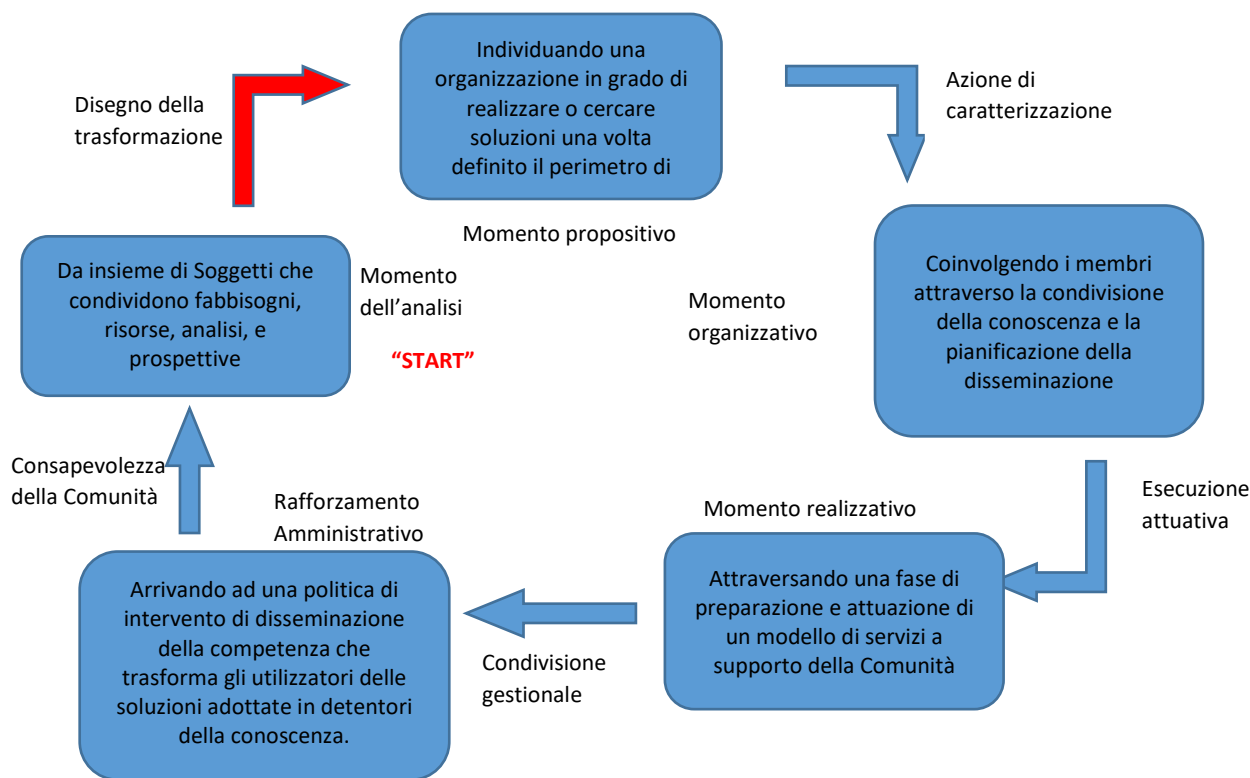 Individuando una
organizzazione in grado di
realizzare o cercare
soluzioni una volta
definito il perimetro di
Disegno della
trasformazione
Azione di
caratterizzazione
Momento propositivo
Da insieme di Soggetti che
condividono fabbisogni,
risorse, analisi, e
prospettive
Momento
dell’analisi
“START”
Momento
organizzativo
Coinvolgendo i membri
attraverso la condivisione
della conoscenza e la
pianificazione della
disseminazione
Consapevolezza
della Comunità
Rafforzamento
Amministrativo
Momento realizzativo
Esecuzione
attuativa
Arrivando ad una politica di
intervento di disseminazione
della competenza che
trasforma gli utilizzatori delle
soluzioni adottate in detentori
della conoscenza.
Condivisione
gestionale
Attraversando una fase di
preparazione e attuazione di
un modello di servizi a
supporto della Comunità